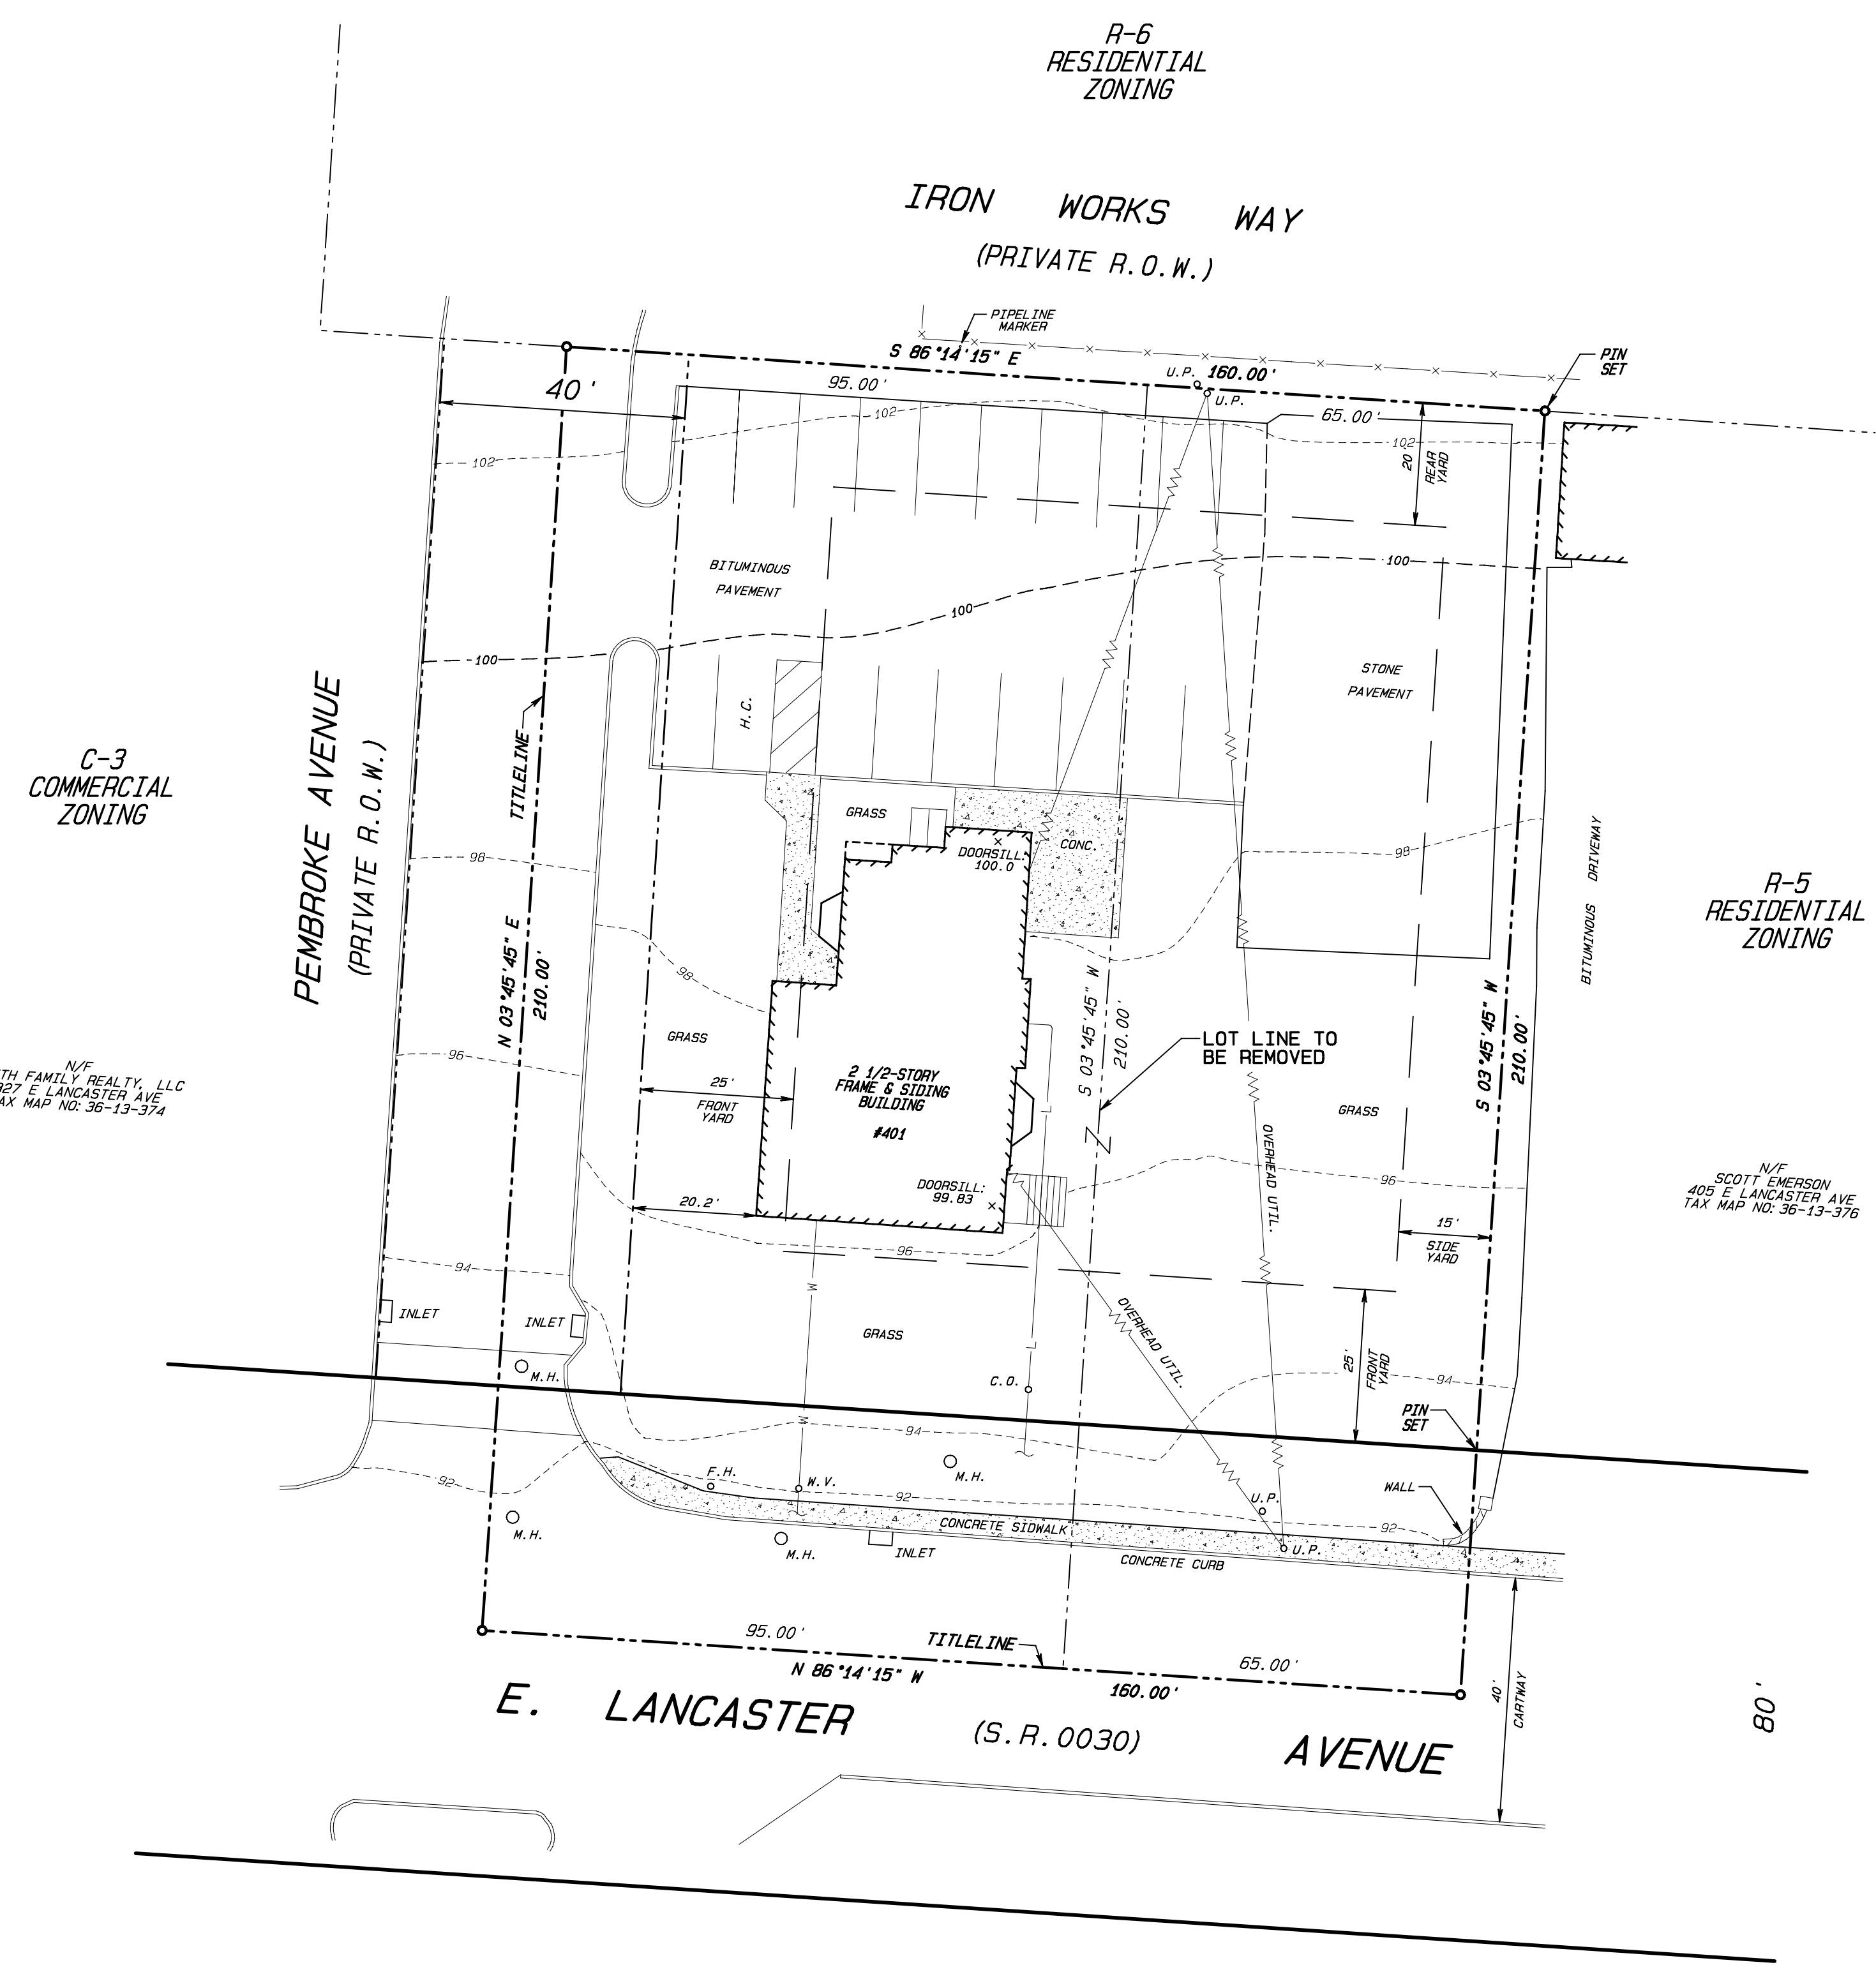 R-6
RESIDENTIAL
ZONING
IRON WORKS WAY
(PRIVATE R.O.W.)
PIPELINE
MARKER
S 86°14'15" E
160.00'
U.P.
U.P.
PIN
SET
40'
95.00'
65.00'
102
102
102
20'
REAR
YARD
BITUMINOUS
PAVEMENT
100
100
100
STONE
PAVEMENT
H.C.
TITLELINE
C-3
COMMERCIAL
ZONING
PEMBROKE AVENUE
(PRIVATE R.O.W.)
GRASS
DOORSILL:
100.0
CONC.
98
98
98
BITUMINOUS DRIVEWAY
R-5
RESIDENTIAL
ZONING
N 03°45'45" E
210.00'
S 03°45'45" W
210.00'
S 03°45'45" W
210.00'
LOT LINE TO
BE REMOVED
GRASS
N/F
TH FAMILY REALTY, LLC
27 E LANCASTER AVE
AX MAP NO: 36-13-374
96
25'
FRONT
YARD
2 1/2-STORY
FRAME & SIDING
BUILDING
#401
L
GRASS
OVERHEAD UTIL.
N/F
SCOTT EMERSON
405 E LANCASTER AVE
TAX MAP NO: 36-13-376
DOORSILL:
99.83
20.2'
96
96
15'
SIDE
YARD
94
INLET
INLET
M.H.
W
L
GRASS
OVERHEAD UTIL.
25'
FRONT
YARD
C.O.
94
94
PIN
SET
W
92
F.H.
W.V.
M.H.
92
U.P.
WALL
92
M.H.
M.H.
INLET
CONCRETE SIDWALK
U.P.
CONCRETE CURB
95.00'
TITLELINE
65.00'
N 86°14'15" W
160.00'
40'
CARTWAY
80'
E. LANCASTER (S.R.0030) AVENUE